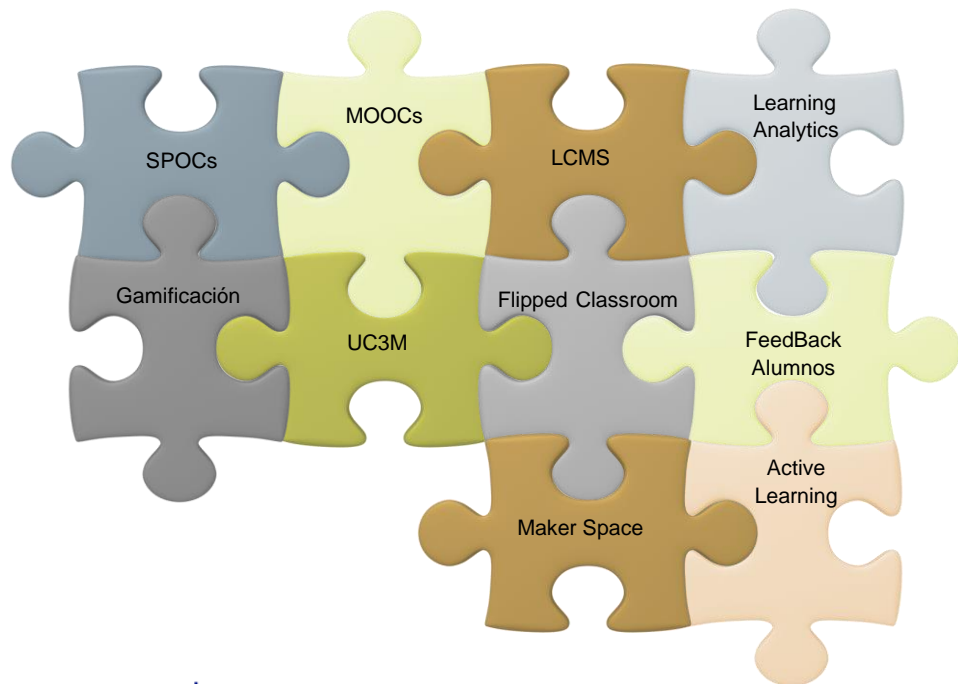 SPOCs
MOOCs
LCMS
Learning
Analytics
Gamificación
UC3M
Flipped Classroom
FeedBack
Alumnos
Maker Space
Active
Learning